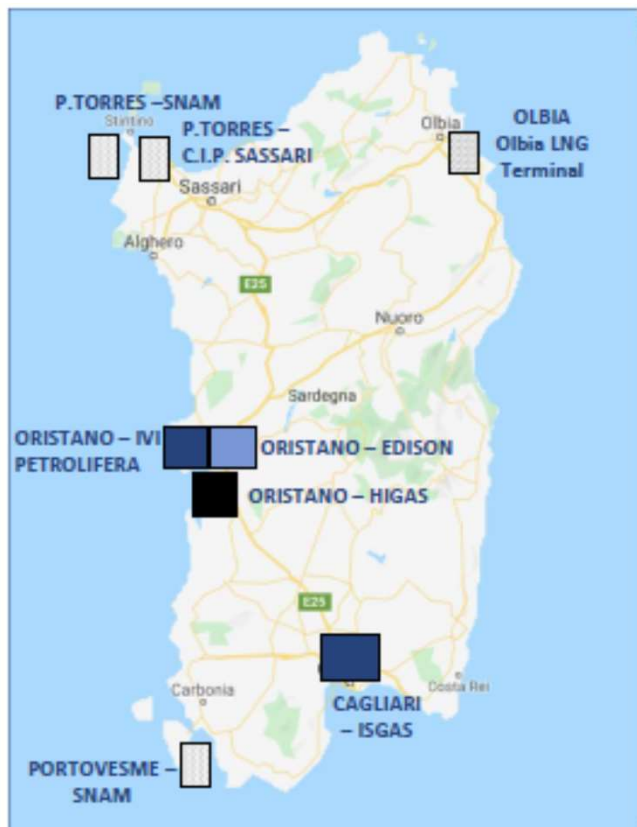 P.TORRES –SNAM
Stintino
P.TORRES –
C.I.P. SASSARI
Sassari
Alghero
Olbia
OLBIA
Olbia LNG
Terminal
E25
Nuoro
Sardegna
ORISTANO – IVI
PETROLIFERA
ORISTANO – EDISON
ORISTANO – HIGAS
E25
Carbonia
Costa Rei
CAGLIARI
– ISGAS
PORTOVESME –
SNAM